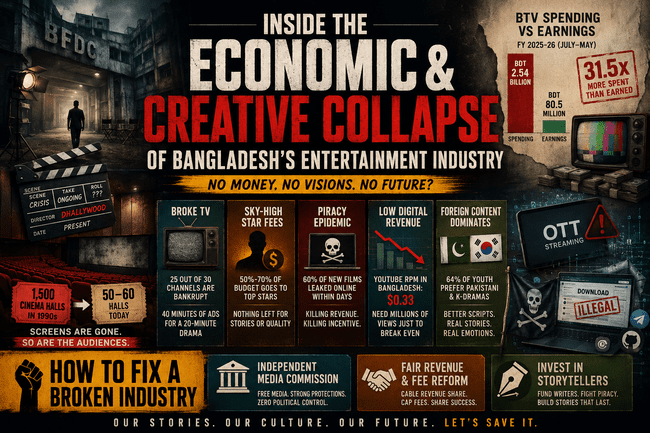 BFDC
INSIDE THE
ECONOMIC &
CREATIVE COLLAPSE
OF BANGLADESH'S ENTERTAINMENT INDUSTRY
NO MONEY. NO VISIONS. NO FUTURE?
BTV SPENDING
VS EARNINGS
FY 2025-26 (JULY–MAY)
BDT
2.54
BILLION
SPENDING
BDT
80.5
MILLION
EARNINGS
31.5x
MORE SPENT
THAN EARNED
SCENE
SCENE
CRISIS
TAKE
ONGOING
ROLL
???
DIRECTOR DHALLYWOOD
DATE PRESENT
1,500
CINEMA HALLS
IN 1990s
50–60
HALLS
TODAY
SCREENS ARE GONE.
SO ARE THE AUDIENCES.
BROKE TV
25 OUT OF 30
CHANNELS ARE
BANKRUPT
40 MINUTES OF ADS
FOR A 20-MINUTE
DRAMA
SKY-HIGH
STAR FEES
$
50%-70% OF
BUDGET GOES TO
TOP STARS
NOTHING LEFT FOR
STORIES OR QUALITY
PIRACY
EPIDEMIC
60% OF NEW FILMS
LEAKED ONLINE
WITHIN DAYS
KILLING REVENUE.
KILLING INCENTIVE.
LOW DIGITAL
REVENUE
YOUTUBE RPM IN
BANGLADESH:
$0.33
NEED MILLIONS OF
VIEWS JUST TO
BREAK EVEN
FOREIGN CONTENT
DOMINATES
64% OF YOUTH
PREFER PAKISTANI
& K-DRAMAS
BETTER SCRIPTS.
REAL STORIES.
REAL EMOTIONS.
OTT
STREAMING
DOWNLOAD
ILLEGAL
HOW TO FIX A
BROKEN INDUSTRY
INDEPENDENT
MEDIA COMMISSION
FREE MEDIA, STRONG PROTECTIONS.
ZERO POLITICAL CONTROL.
FAIR REVENUE
& FEE REFORM
CABLE REVENUE SHARE.
CAP FEES. SHARE SUCCESS.
INVEST IN
STORYTELLERS
FUND WRITERS. FIGHT PIRACY.
BUILD STORIES THAT LAST.
OUR STORIES. OUR CULTURE. OUR FUTURE. LET'S SAVE IT.